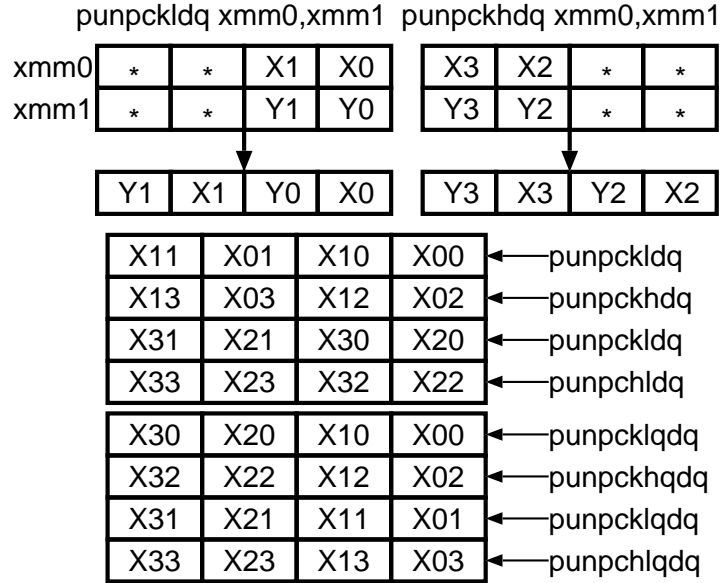 punpckldq xmm0,xmm1 punpckhdq xmm0,xmm1
xmm0 * * X1 X0 X3 X2 * *
xmm1 * * Y1 Y0 Y3 Y2 * *
Y1 X1 Y0 X0 Y3 X3 Y2 X2
X11 X01 X10 X00 punpckldq
X13 X03 X12 X02 punpckhdq
X31 X21 X30 X20 punpckldq
X33 X23 X32 X22 punpchldq
X30 X20 X10 X00 punpcklqdq
X32 X22 X12 X02 punpckhqdq
X31 X21 X11 X01 punpcklqdq
X33 X23 X13 X03 punpchlqdq